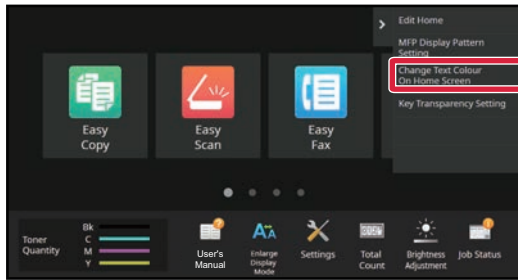 Edit Home
MFP Display Pattern
Setting
Change Text Colour
On Home Screen
Key Transparency Setting
Easy
Copy
Easy
Scan
Easy
Fax
Toner
Quantity
Bk
C
M
Y
User's
Manual
Enlarge
Display
Mode
Settings
Total
Count
Brightness
Adjustment
Job Status